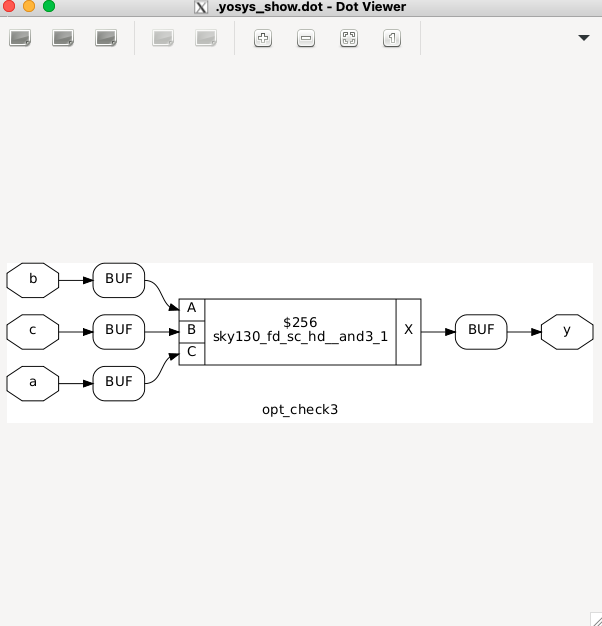 .yosys_show.dot - Dot Viewer
b
BUF
A
c
BUF
B
$256
sky130_fd_sc_hd__and3_1
X
BUF
y
a
BUF
C
opt_check3